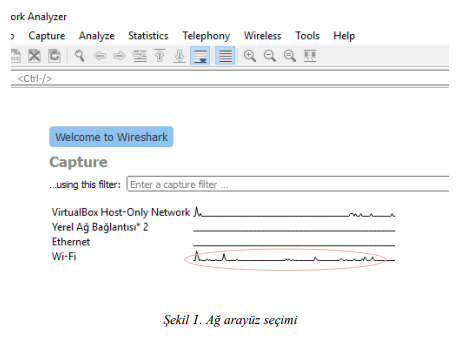 ork Analyzer
Capture Analyze Statistics Telephony Wireless Tools Help
. <Ctrl-/>
Welcome to Wireshark
Capture
...using this filter: Enter a capture filter ...
VirtualBox Host-Only Network
Yerel Ağ Bağlantısı* 2
Ethernet
Wi-Fi
Şekil 1. Ağ arayüz seçimi